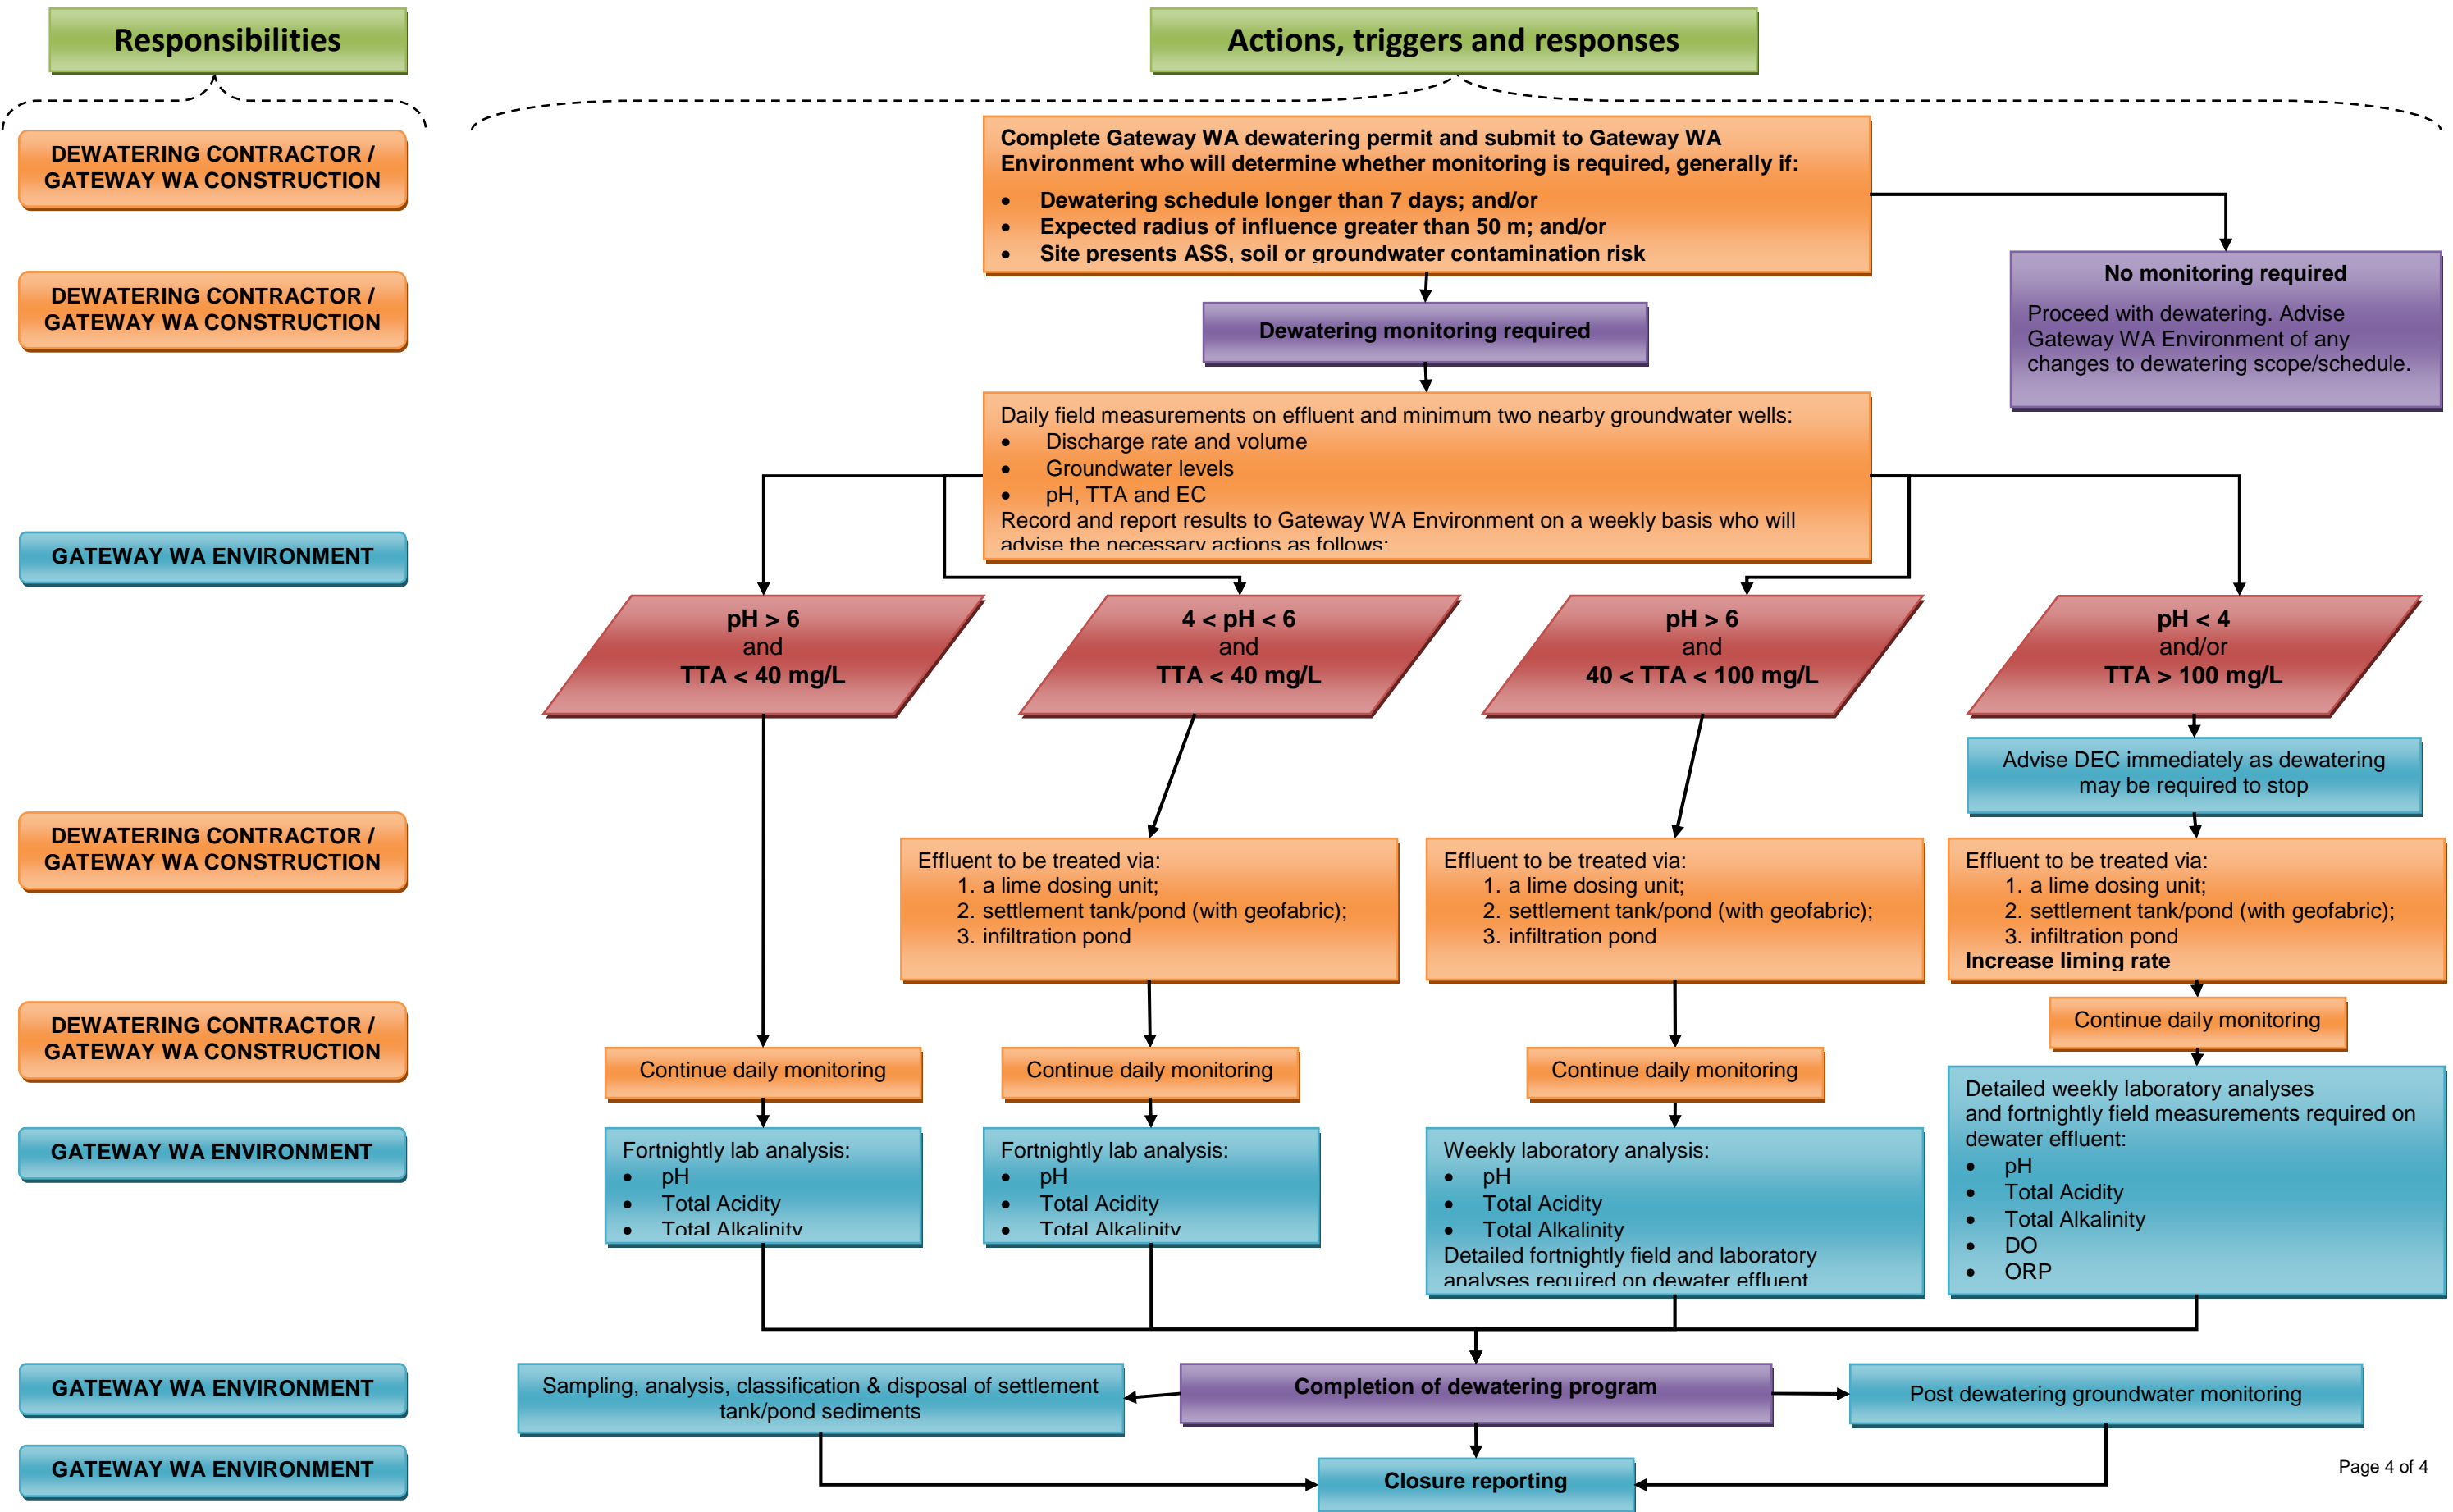 Responsibilities
Actions, triggers and responses
DEWATERING CONTRACTOR /
GATEWAY WA CONSTRUCTION
Complete Gateway WA dewatering permit and submit to Gateway WA
Environment who will determine whether monitoring is required, generally if:
• Dewatering schedule longer than 7 days; and/or
• Expected radius of influence greater than 50 m; and/or
• Site presents ASS, soil or groundwater contamination risk
DEWATERING CONTRACTOR /
GATEWAY WA CONSTRUCTION
Dewatering monitoring required
No monitoring required
Proceed with dewatering. Advise
Gateway WA Environment of any
changes to dewatering scope/schedule.
Daily field measurements on effluent and minimum two nearby groundwater wells:
• Discharge rate and volume
• Groundwater levels
• pH, TTA and EC
Record and report results to Gateway WA Environment on a weekly basis who will
advise the necessary actions as follows:
GATEWAY WA ENVIRONMENT
pH > 6
and
TTA < 40 mg/L
4 < pH < 6
and
TTA < 40 mg/L
pH > 6
and
40 < TTA < 100 mg/L
pH < 4
and/or
TTA > 100 mg/L
Advise DEC immediately as dewatering
may be required to stop
DEWATERING CONTRACTOR /
GATEWAY WA CONSTRUCTION
Effluent to be treated via:
1. a lime dosing unit;
2. settlement tank/pond (with geofabric);
3. infiltration pond
Effluent to be treated via:
1. a lime dosing unit;
2. settlement tank/pond (with geofabric);
3. infiltration pond
Effluent to be treated via:
1. a lime dosing unit;
2. settlement tank/pond (with geofabric);
3. infiltration pond
Increase liming rate
DEWATERING CONTRACTOR /
GATEWAY WA CONSTRUCTION
Continue daily monitoring
Continue daily monitoring
Continue daily monitoring
Continue daily monitoring
GATEWAY WA ENVIRONMENT
Fortnightly lab analysis:
• pH
• Total Acidity
• Total Alkalinity
Fortnightly lab analysis:
• pH
• Total Acidity
• Total Alkalinity
Weekly laboratory analysis:
• pH
• Total Acidity
• Total Alkalinity
Detailed fortnightly field and laboratory
analyses required on dewater effluent
Detailed weekly laboratory analyses
and fortnightly field measurements required on
dewater effluent:
• pH
• Total Acidity
• Total Alkalinity
• DO
• ORP
GATEWAY WA ENVIRONMENT
Sampling, analysis, classification & disposal of settlement
tank/pond sediments
Completion of dewatering program
Post dewatering groundwater monitoring
GATEWAY WA ENVIRONMENT
Closure reporting
Page 4 of 4